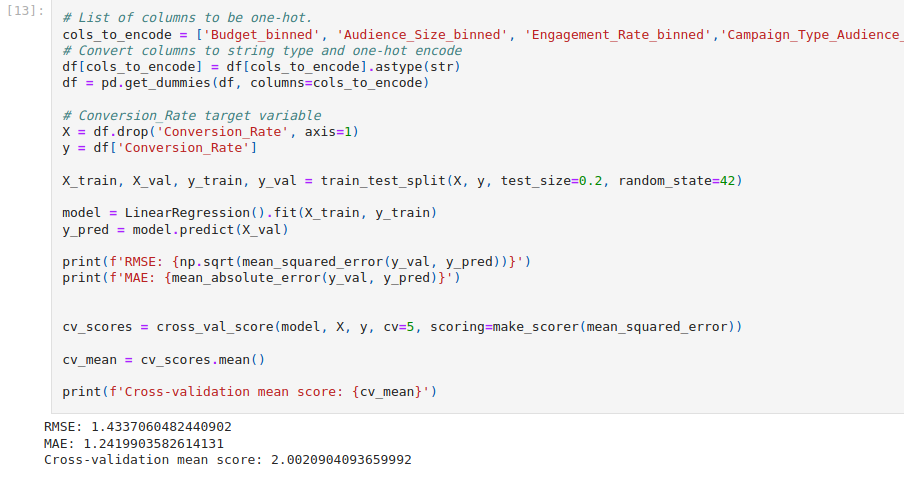 [13]:
# List of columns to be one-hot.
cols_to_encode = ['Budget_binned', 'Audience_Size_binned', 'Engagement_Rate_binned','Campaign_Type_Audience_
# Convert columns to string type and one-hot encode
df[cols_to_encode] = df[cols_to_encode].astype(str)
df = pd.get_dummies(df, columns=cols_to_encode)
# Conversion_Rate target variable
X = df.drop('Conversion_Rate', axis=1)
y = df['Conversion_Rate']
X_train, X_val, y_train, y_val = train_test_split(X, y, test_size=0.2, random_state=42)
model = LinearRegression().fit(X_train, y_train)
y_pred = model.predict(X_val)
print(f'RMSE: {np.sqrt(mean_squared_error(y_val, y_pred))}')
print(f'MAE: {mean_absolute_error(y_val, y_pred)}')
cv_scores = cross_val_score(model, X, y, cv=5, scoring=make_scorer(mean_squared_error))
cv_mean = cv_scores.mean()
print(f'Cross-validation mean score: {cv_mean}')
RMSE: 1.4337060482440902
MAE: 1.2419903582614131
Cross-validation mean score: 2.0020904093659992